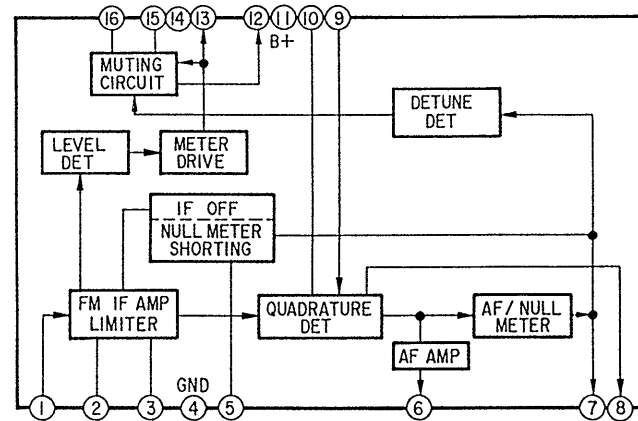 16 15 14 13 12 11 10 9
B+
MUTING
CIRCUIT
DETUNE
DET
LEVEL
DET
METER
DRIVE
IF OFF
NULL METER
SHORTING
FM IF AMP
LIMITER
QUADRATURE
DET
AF/NULL
METER
AF AMP
GND
1 2 3 4 5 6 7 8